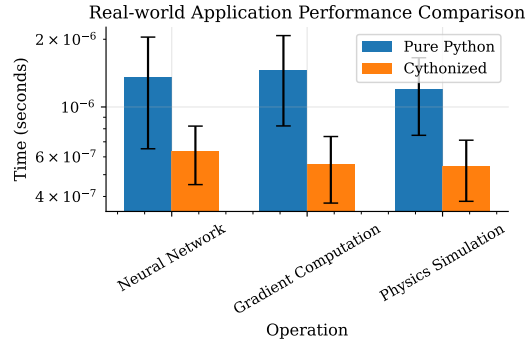 Real-world Application Performance Comparison
2 × 10⁻⁶
10⁻⁶
6 × 10⁻⁷
4 × 10⁻⁷
Time (seconds)
Pure Python
Cythonized
Neural Network
Gradient Computation
Physics Simulation
Operation